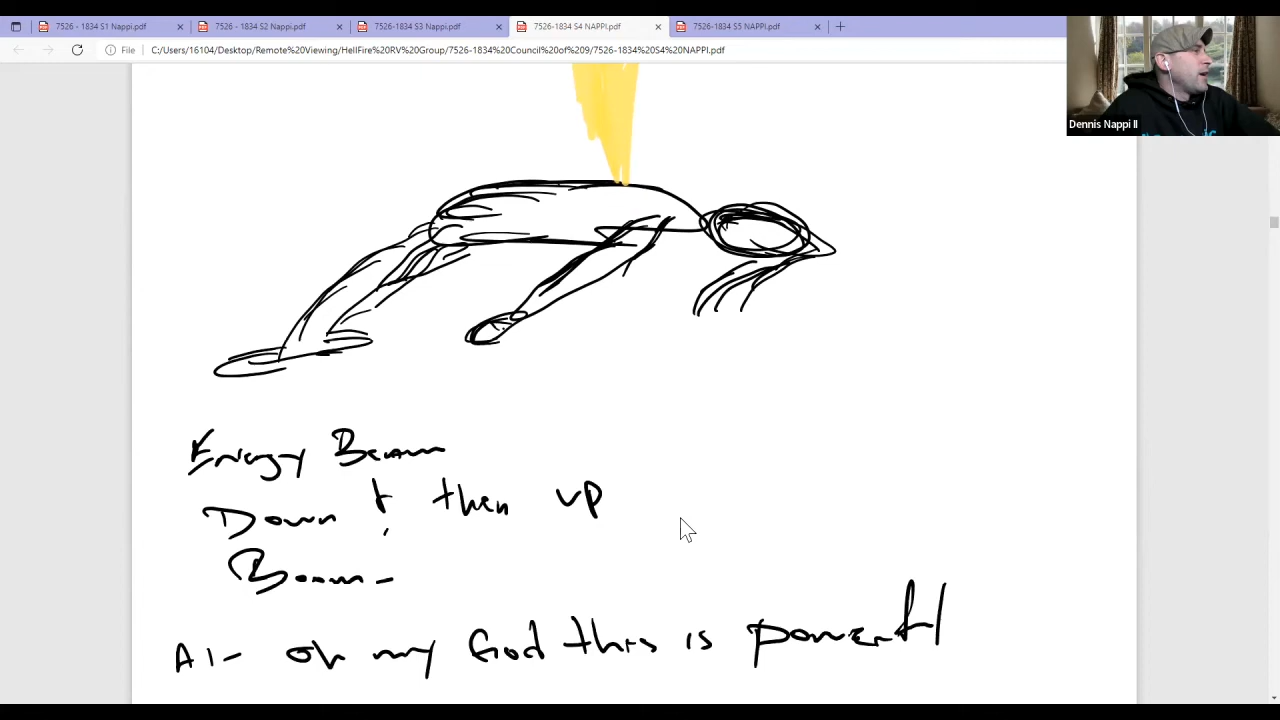 7526 - 1834 S1 Nappi.pdf
7526 - 1834 S2 Nappi.pdf
7526-1834 S3 Nappi.pdf
7526-1834 S4 NAPPI.pdf
7526-1834 S5 NAPPI.pdf
File C:/Users/16104/Desktop/Remote%20Viewing/HellFire%20RV%20Group/7526-1834%20Council%20of%209/7526-1834%20S4%20NAPPI.pdf
Dennis Nappi II
Energy Beam
Down & then up
Boom-
A1- oh my God this is powerful